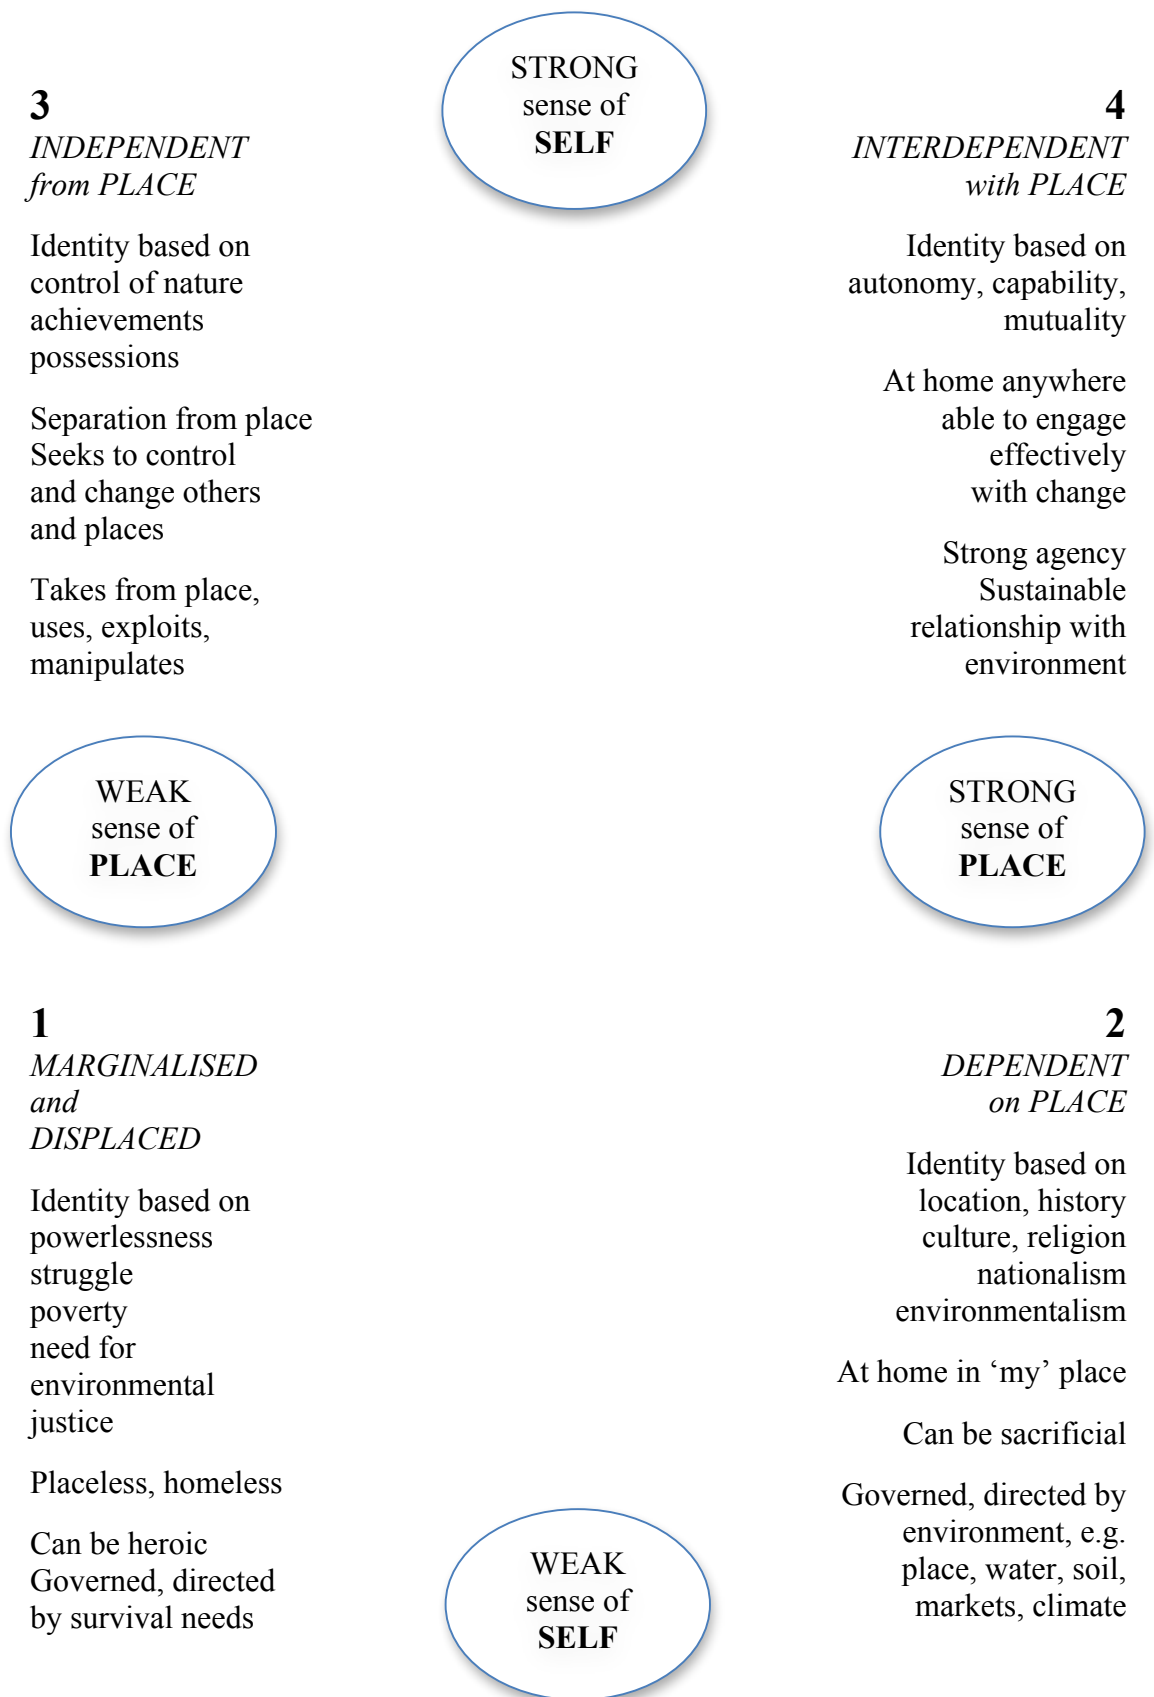 STRONG
sense of
SELF
3
INDEPENDENT
from PLACE
Identity based on
control of nature
achievements
possessions
Separation from place
Seeks to control
and change others
and places
Takes from place,
uses, exploits,
manipulates
4
INTERDEPENDENT
with PLACE
Identity based on
autonomy, capability,
mutuality
At home anywhere
able to engage
effectively
with change
Strong agency
Sustainable
relationship with
environment
WEAK
sense of
PLACE
STRONG
sense of
PLACE
1
MARGINALISED
and
DISPLACED
Identity based on
powerlessness
struggle
poverty
need for
environmental
justice
Placeless, homeless
Can be heroic
Governed, directed
by survival needs
2
DEPENDENT
on PLACE
Identity based on
location, history
culture, religion
nationalism
environmentalism
At home in ‘my’ place
Can be sacrificial
Governed, directed by
environment, e.g.
place, water, soil,
markets, climate
WEAK
sense of
SELF